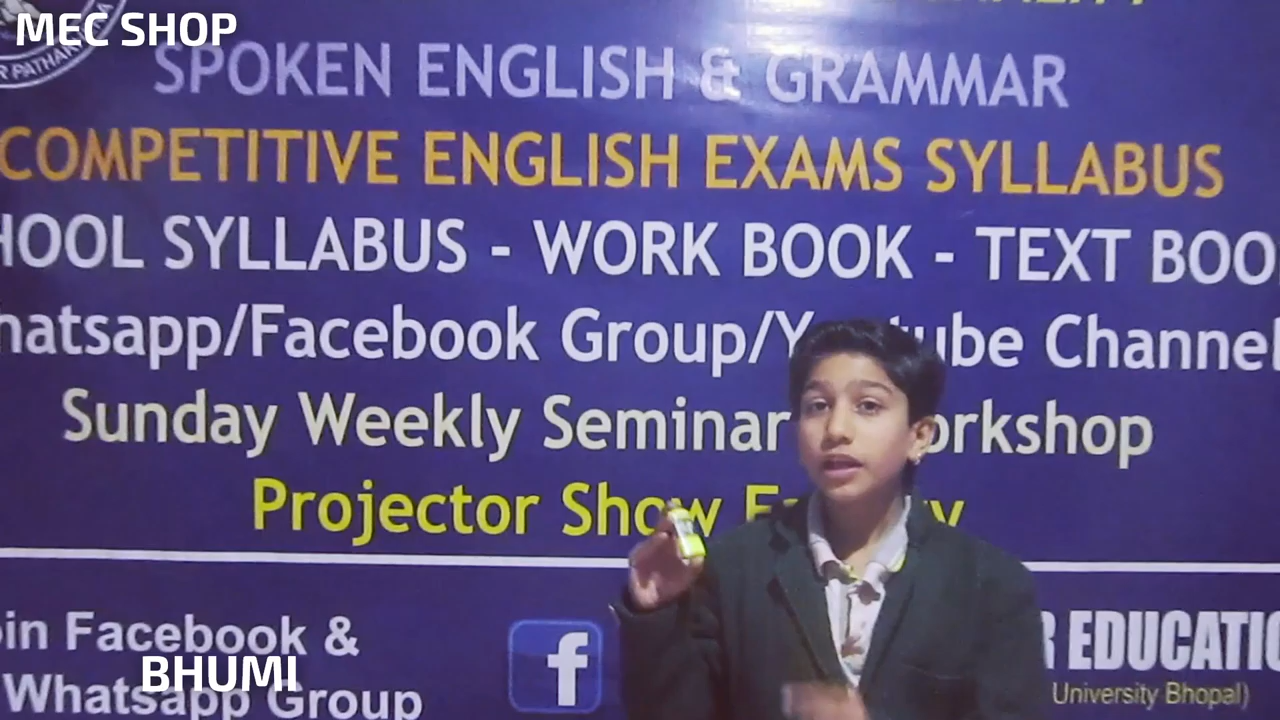 MEC SHOP
R PATHAR
SPOKEN ENGLISH & GRAMMAR
COMPETITIVE ENGLISH EXAMS SYLLABUS
HOOL SYLLABUS - WORK BOOK - TEXT BOO
hatsapp/Facebook Group/Y ube Channel
Sunday Weekly Seminar orkshop
Projector Show F y
in Facebook &
Whatsapp Group
BHUMI
f
R EDUCATIO
University Bhopal)